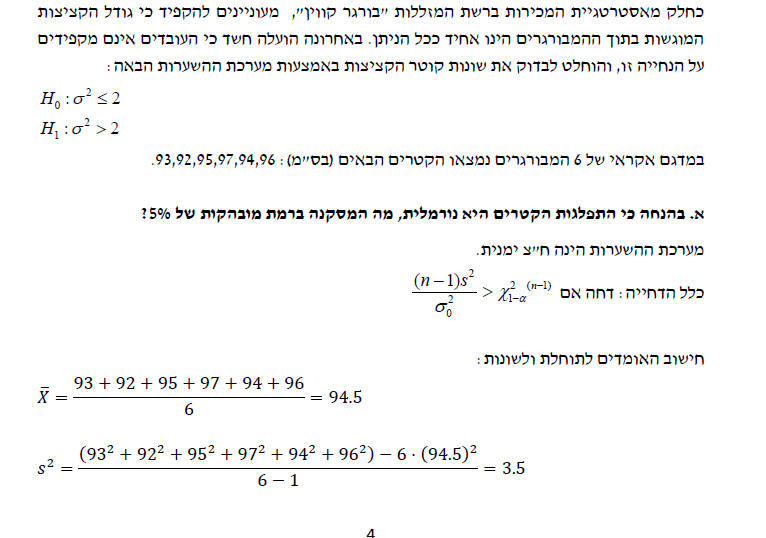 כחלק מאסטרטגיית המכירות ברשת המזללות "בורגר קווין", מעוניינים להקפיד כי גודל הקציצות
המוגשות בתוך ההמבורגרים הינו אחיד ככל הניתן. באחרונה הועלה חשד כי העובדים אינם מקפידים
על הנחייה זו, והוחלט לבדוק את שונות קוטר הקציצות באמצעות מערכת ההשערות הבאה:
H₀ : σ² ≤ 2
H₁ : σ² > 2
במדגם אקראי של 6 המבורגרים נמצאו הקטרים הבאים (בס"מ): 93,92,95,97,94,96.
א. בהנחה כי התפלגות הקטרים היא נורמלית, מה המסקנה ברמת מובהקות של 5%?
מערכת ההשערות הינה ח"צ ימנית.
כלל הדחייה: דחה אם (n−1)s² / σ₀² > χ²₁₋α⁽ⁿ⁻¹⁾
חישוב האומדים לתוחלת ולשונות:
X̄ = (93 + 92 + 95 + 97 + 94 + 96) / 6 = 94.5
s² = ((93² + 92² + 95² + 97² + 94² + 96²) − 6 · (94.5)²) / (6 − 1) = 3.5
4